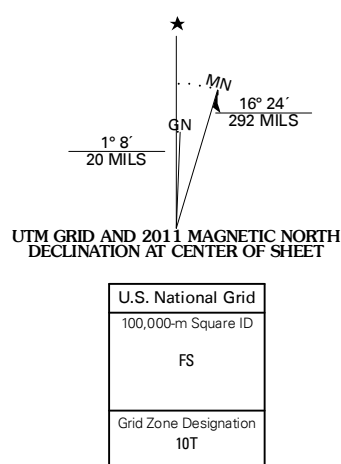 MN
GN
16° 24´
292 MILS
1° 8´
20 MILS
UTM GRID AND 2011 MAGNETIC NORTH
DECLINATION AT CENTER OF SHEET
U.S. National Grid
100,000-m Square ID
FS
Grid Zone Designation
10T